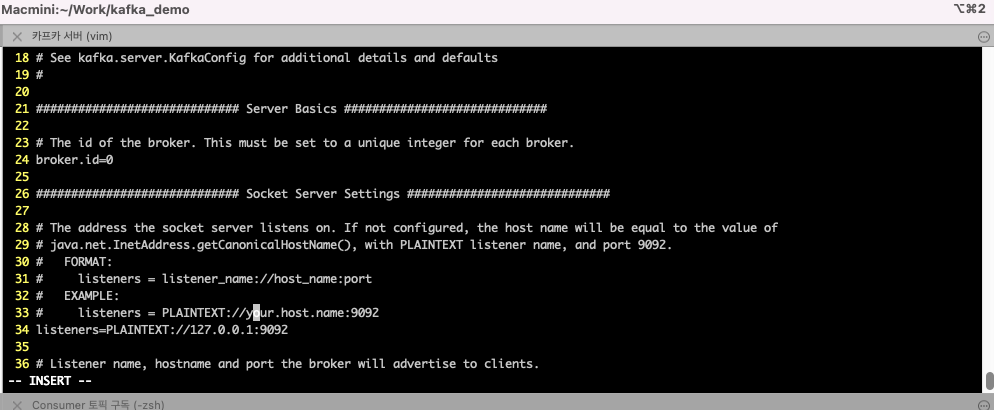 Macmini:~/Work/kafka_demo
⌥⌘2
카프카 서버 (vim)
18 # See kafka.server.KafkaConfig for additional details and defaults
19 #
20
21 ############################# Server Basics #############################
22
23 # The id of the broker. This must be set to a unique integer for each broker.
24 broker.id=0
25
26 ############################# Socket Server Settings #############################
27
28 # The address the socket server listens on. If not configured, the host name will be equal to the value of
29 # java.net.InetAddress.getCanonicalHostName(), with PLAINTEXT listener name, and port 9092.
30 #   FORMAT:
31 #     listeners = listener_name://host_name:port
32 #   EXAMPLE:
33 #     listeners = PLAINTEXT://your.host.name:9092
34 listeners=PLAINTEXT://127.0.0.1:9092
35
36 # Listener name, hostname and port the broker will advertise to clients.
-- INSERT --
Consumer 토픽 구독 (-zsh)